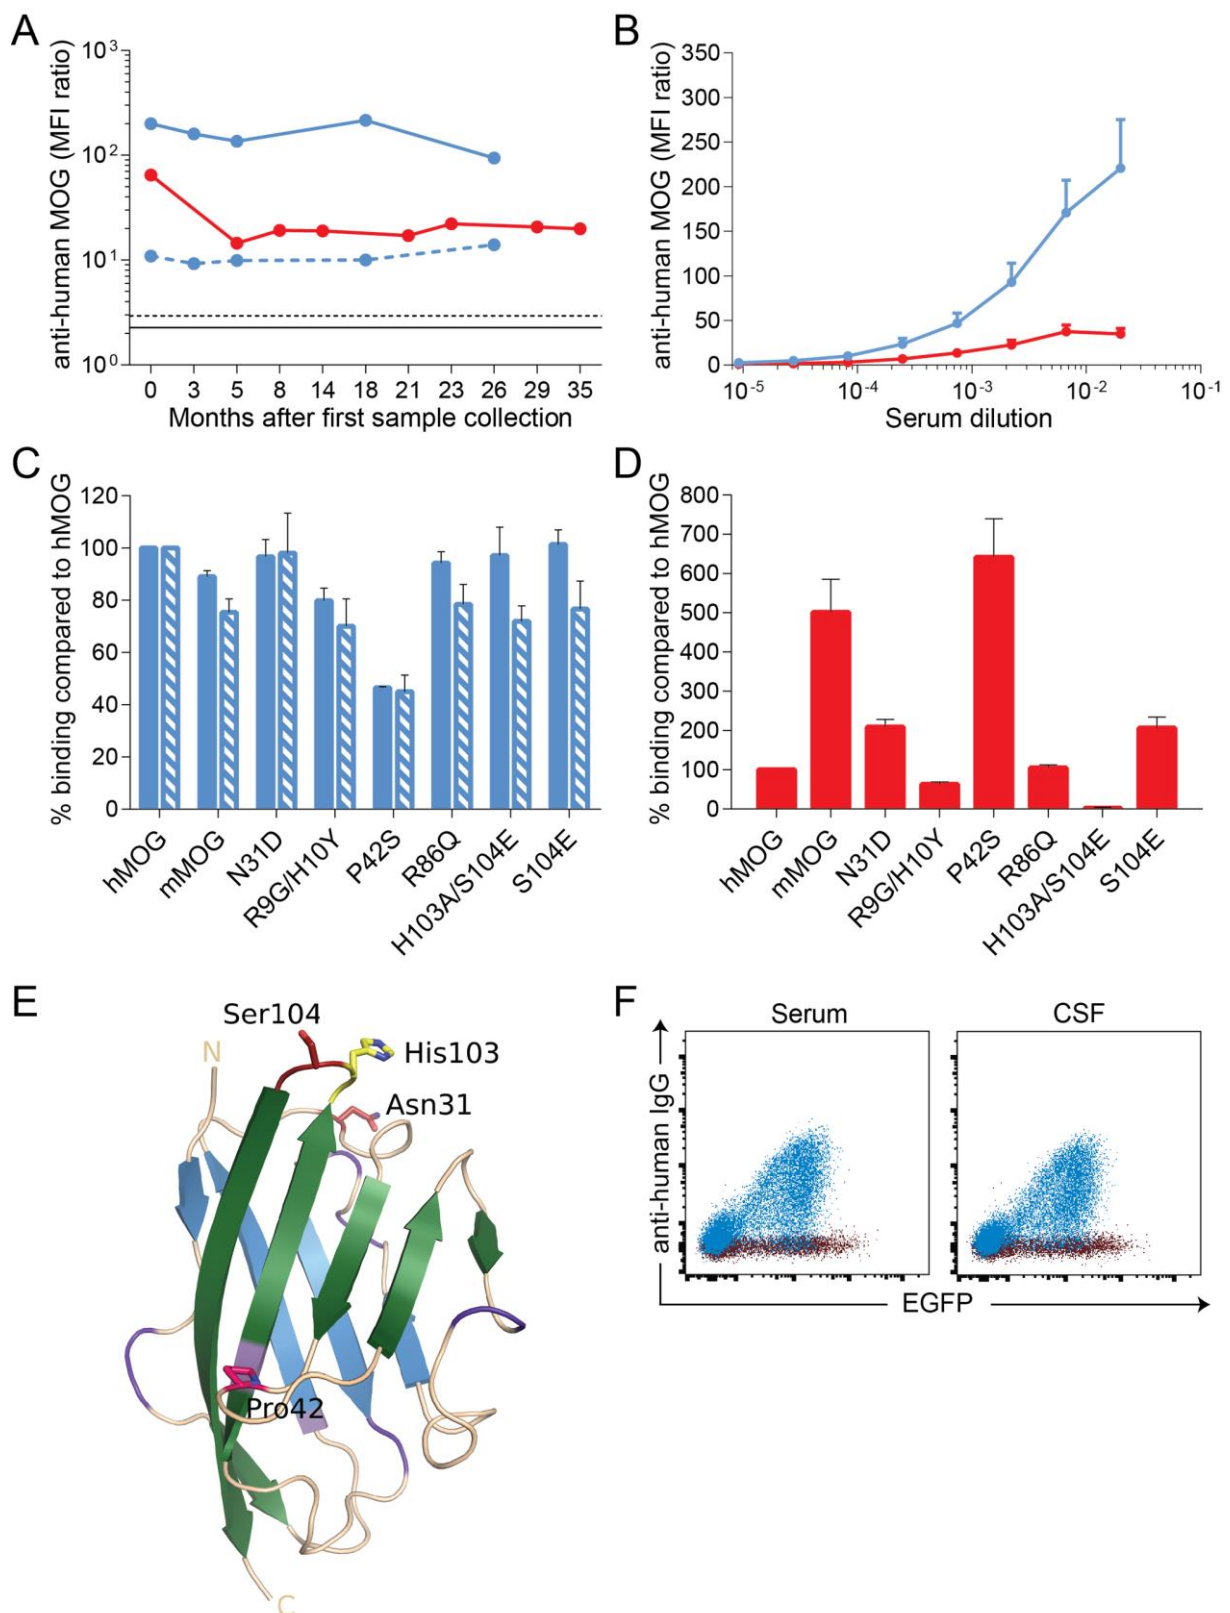 A
anti-human MOG (MFI ratio)
10³
10²
10¹
10⁰
0 3 5 8 14 18 21 23 26 29 35
Months after first sample collection
B
anti-human MOG (MFI ratio)
350
300
250
200
150
100
50
0
10⁻⁵ 10⁻⁴ 10⁻³ 10⁻² 10⁻¹
Serum dilution
C
% binding compared to hMOG
120
100
80
60
40
20
0
hMOG
mMOG
N31D
R9G/H10Y
P42S
R86Q
H103A/S104E
S104E
D
% binding compared to hMOG
800
700
600
500
400
300
200
100
0
hMOG
mMOG
N31D
R9G/H10Y
P42S
R86Q
H103A/S104E
S104E
E
Ser104
N
His103
Asn31
Pro42
C
F
Serum CSF
anti-human IgG
EGFP